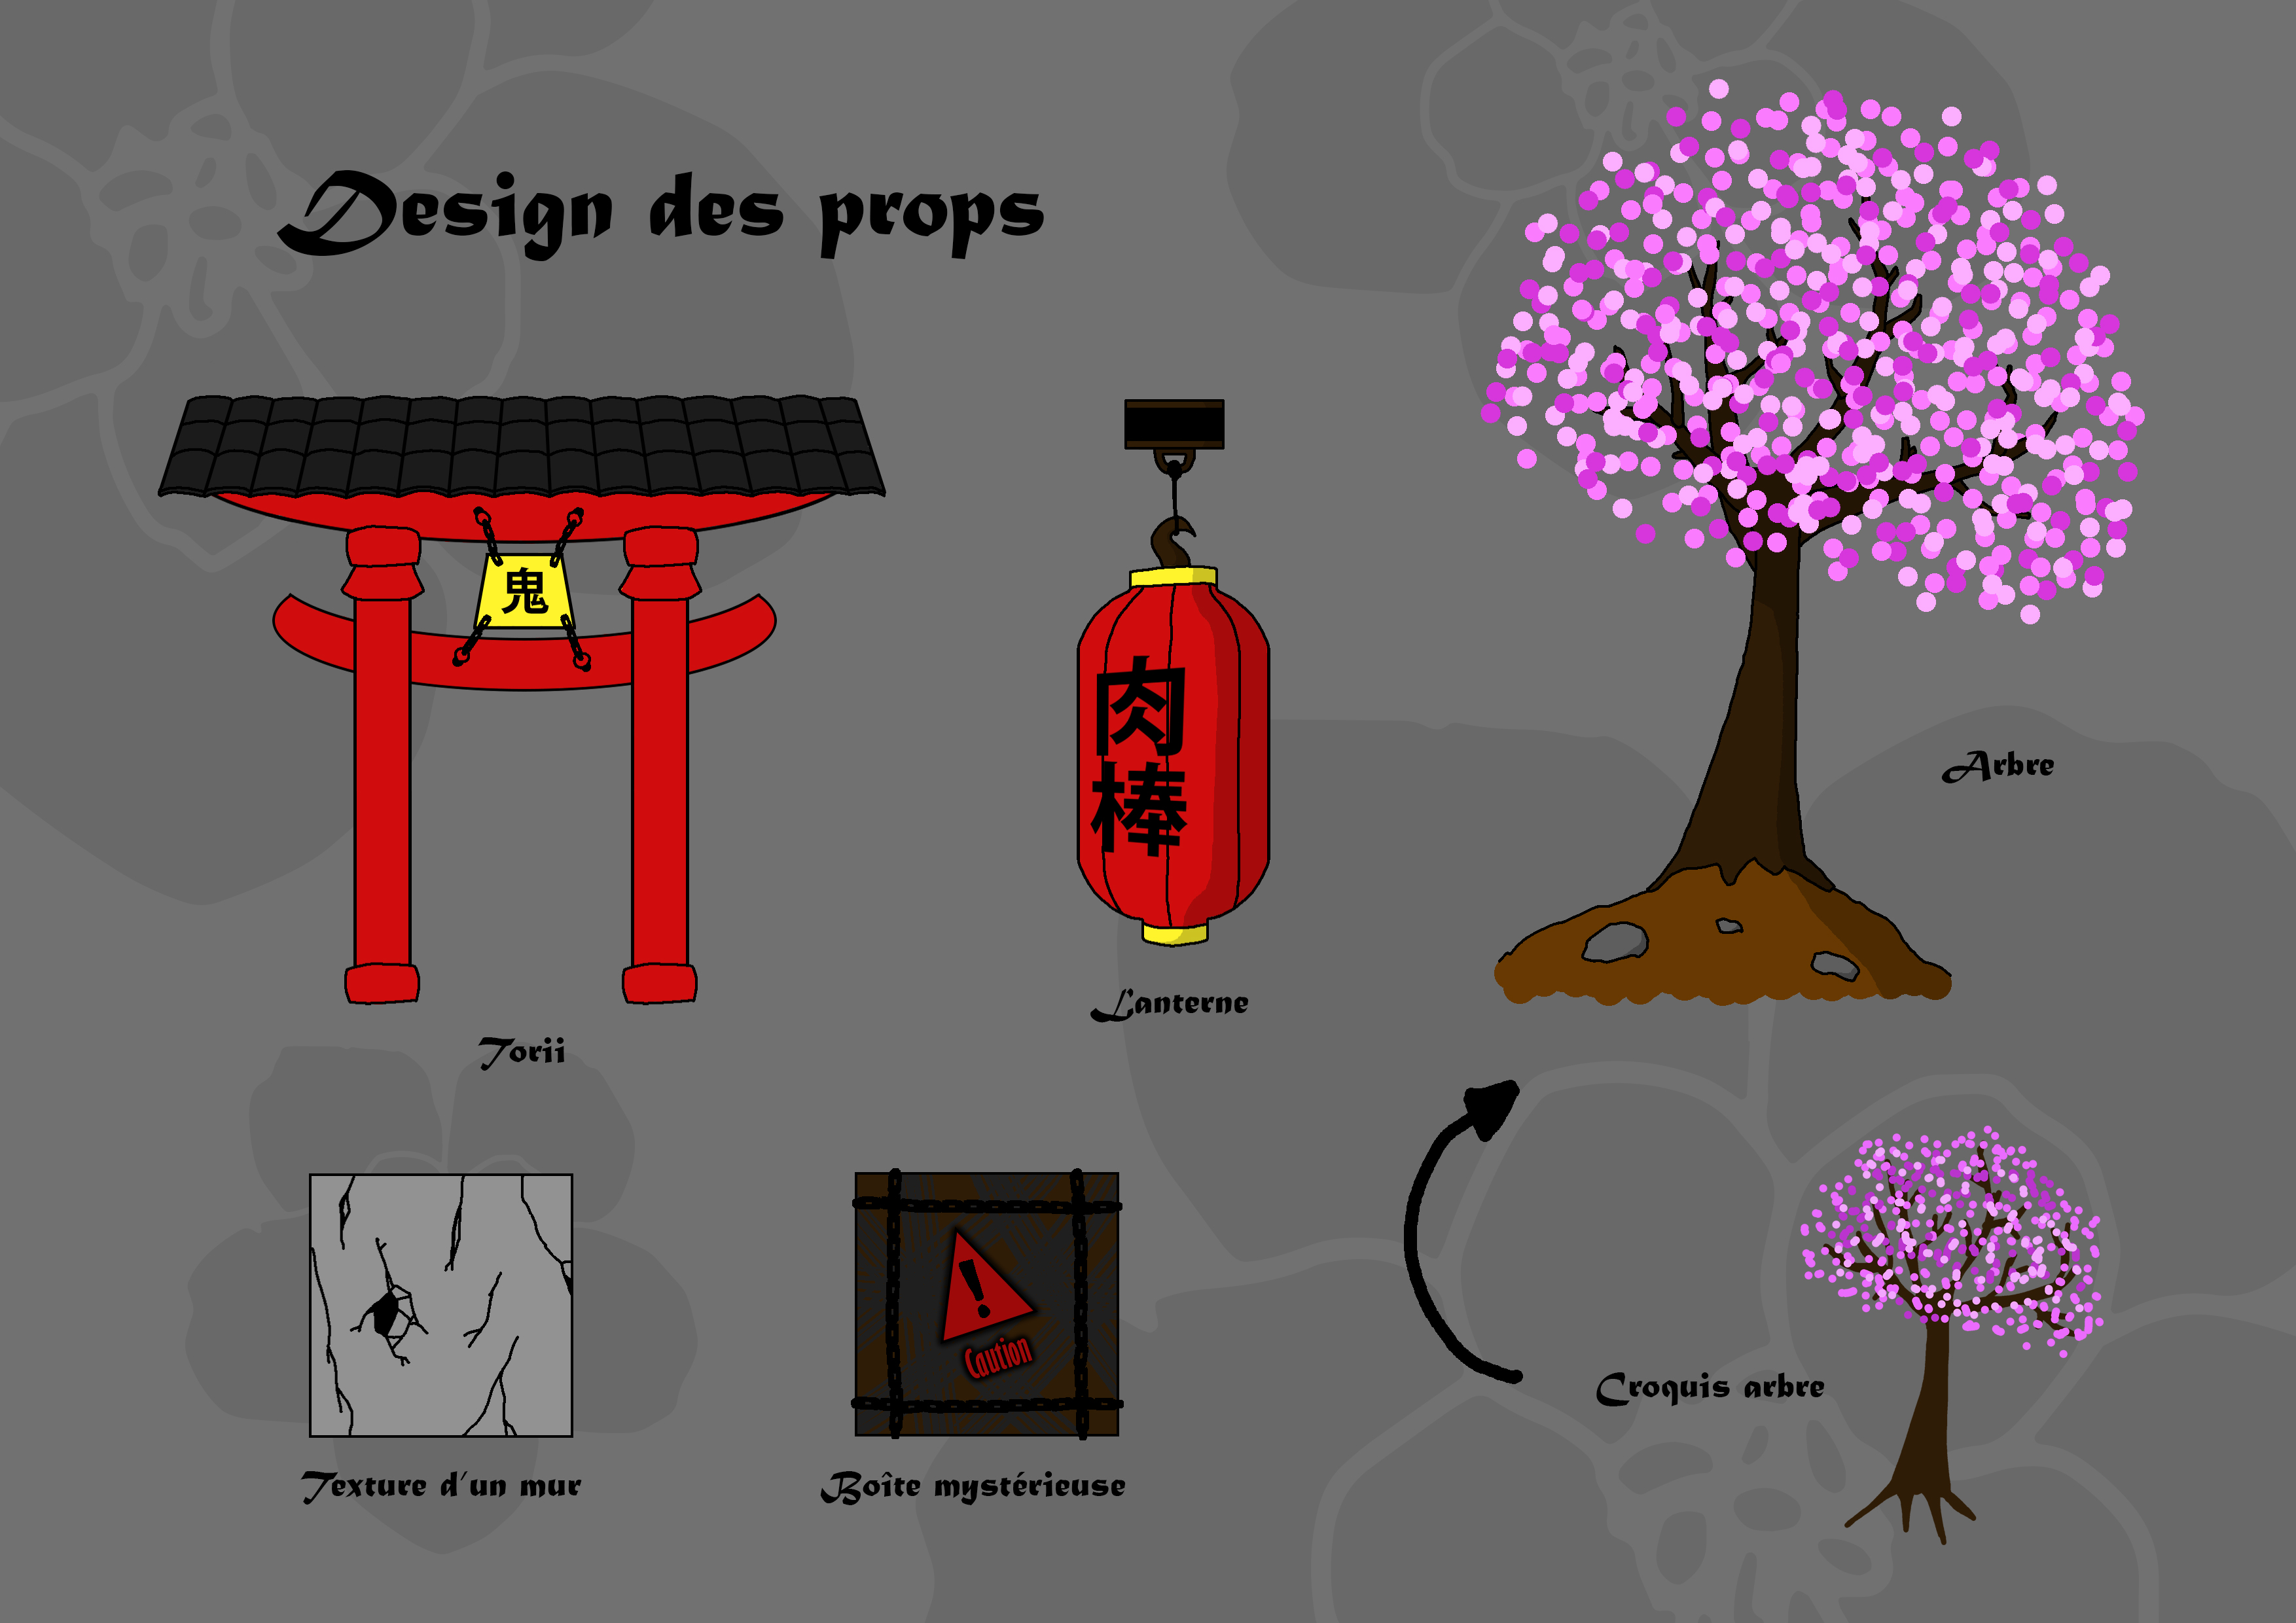 Design des props
鬼
肉
棒
Arbre
Lanterne
Torii
!
Caution
Croquis arbre
Texture d'un mur
Boîte mystérieuse